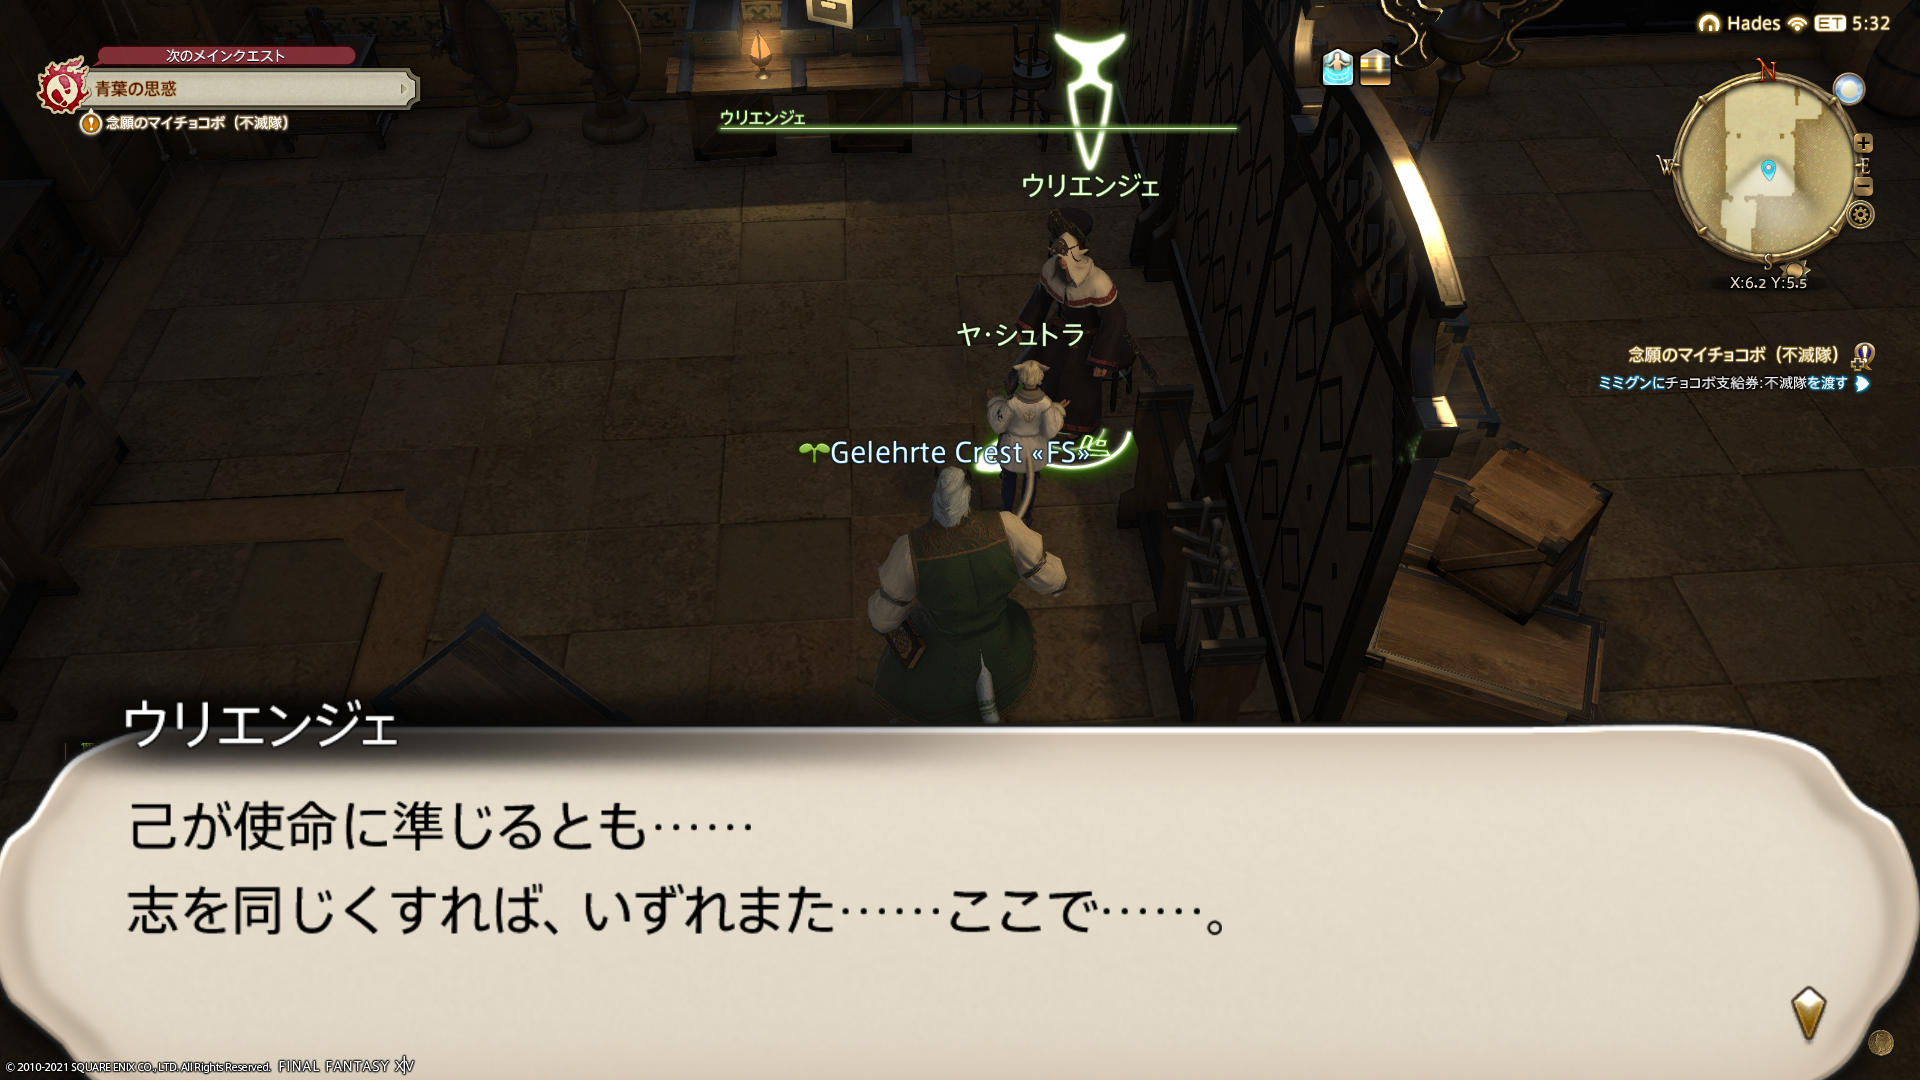 次のメインクエスト
青葉の思惑
念願のマイチョコボ（不滅隊）
ウリエンジェ
ウリエンジェ
ヤ・シュトラ
Gelehrte Crest «FS»
Hades ET 5:32
N
W
E
S
X:6.2 Y:5.5
念願のマイチョコボ（不滅隊）
ミミグンにチョコボ支給券:不滅隊を渡す
ウリエンジェ
己が使命に準じるとも……
志を同じくすれば、いずれまた……ここで……。
© 2010-2021 SQUARE ENIX CO., LTD. All Rights Reserved. FINAL FANTASY XIV